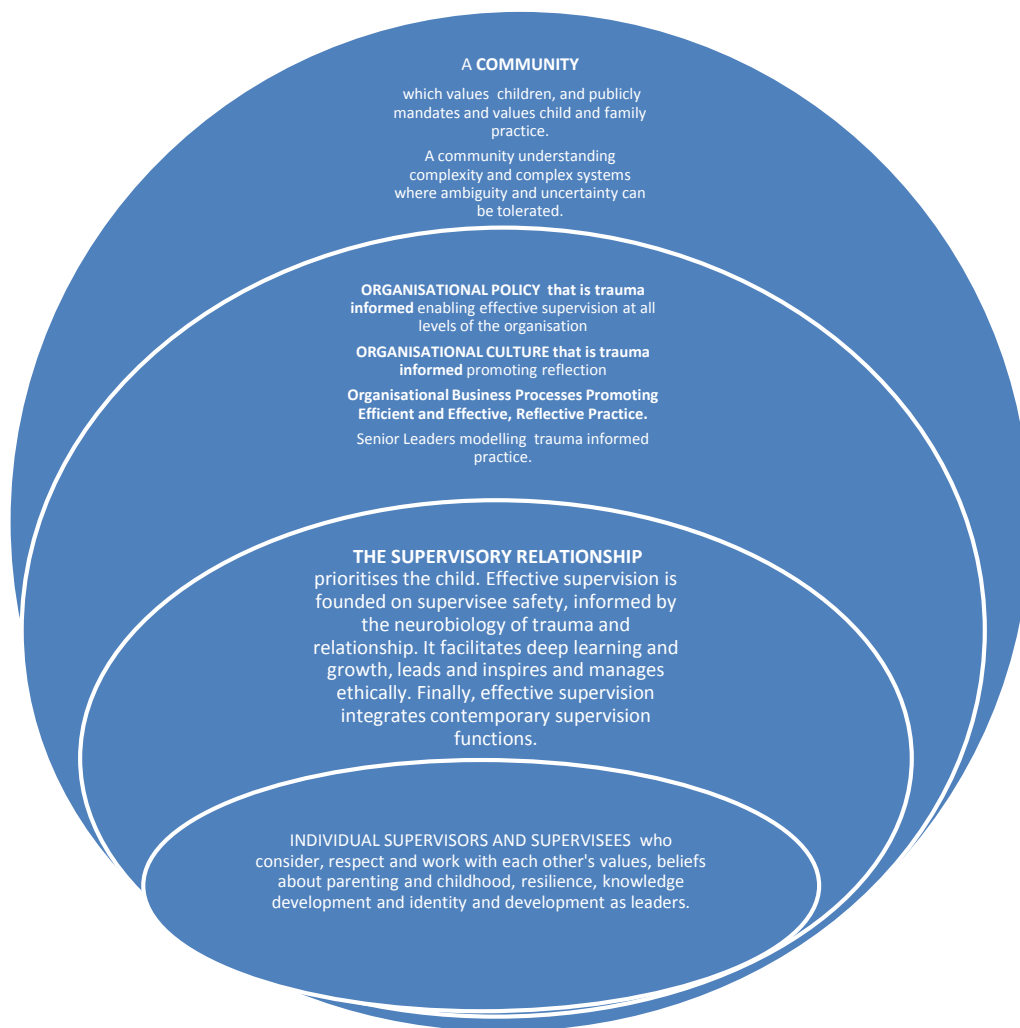 A COMMUNITY
which values children, and publicly
mandates and values child and family
practice.
A community understanding
complexity and complex systems
where ambiguity and uncertainty can
be tolerated.
ORGANISATIONAL POLICY that is trauma
informed enabling effective supervision at all
levels of the organisation
ORGANISATIONAL CULTURE that is trauma
informed promoting reflection
Organisational Business Processes Promoting
Efficient and Effective, Reflective Practice.
Senior Leaders modelling trauma informed
practice.
THE SUPERVISORY RELATIONSHIP
prioritises the child. Effective supervision is
founded on supervisee safety, informed by
the neurobiology of trauma and
relationship. It facilitates deep learning and
growth, leads and inspires and manages
ethically. Finally, effective supervision
integrates contemporary supervision
functions.
INDIVIDUAL SUPERVISORS AND SUPERVISEES who
consider, respect and work with each other's values, beliefs
about parenting and childhood, resilience, knowledge
development and identity and development as leaders.